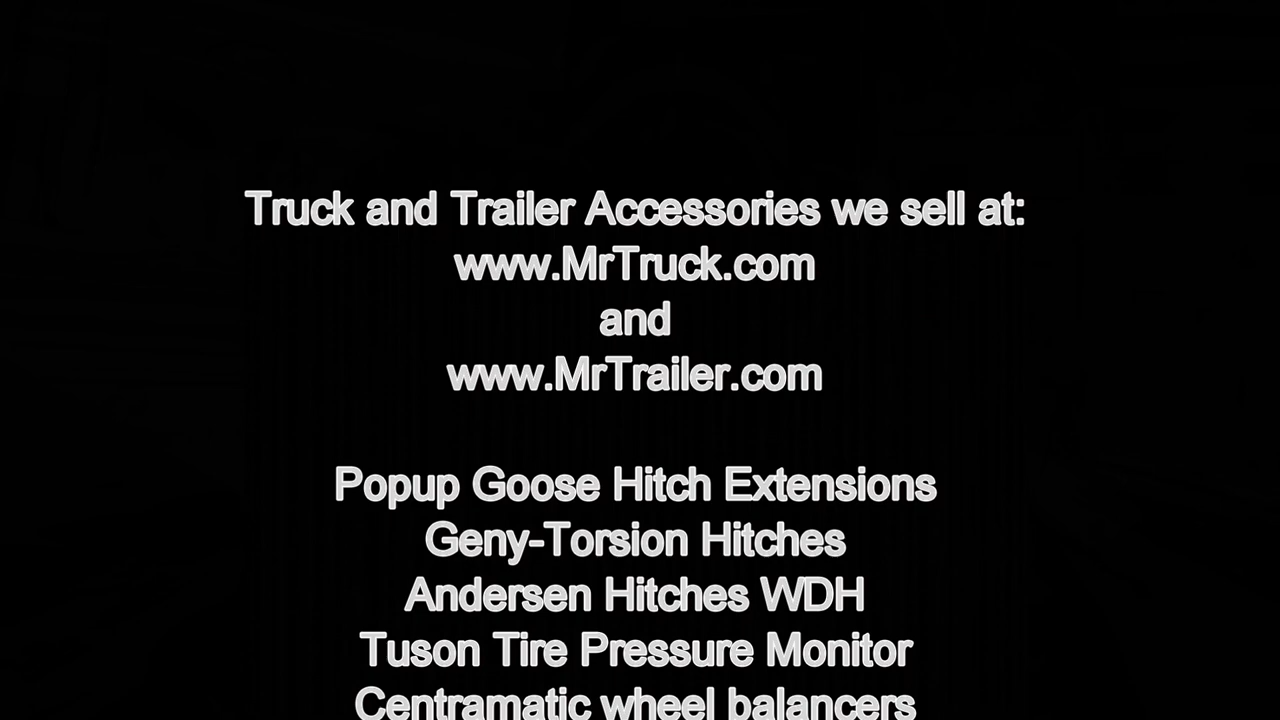 Truck and Trailer Accessories we sell at:
www.MrTruck.com
and
www.MrTrailer.com
Popup Goose Hitch Extensions
Geny-Torsion Hitches
Andersen Hitches WDH
Tuson Tire Pressure Monitor
Centramatic wheel balancers